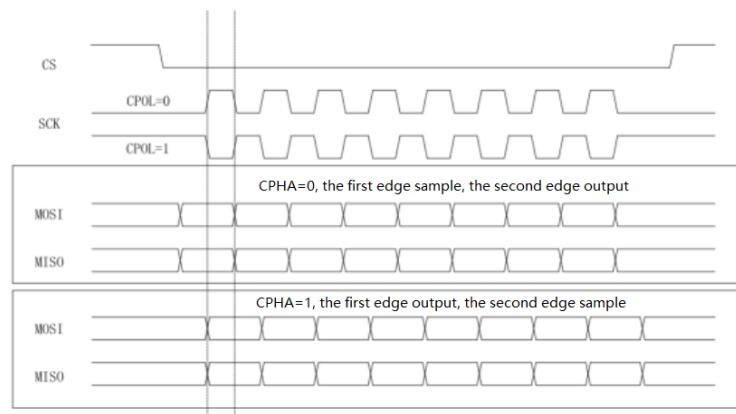 CS
CPOL=0
SCK
CPOL=1
CPHA=0, the first edge sample, the second edge output
MOSI
MISO
CPHA=1, the first edge output, the second edge sample
MOSI
MISO